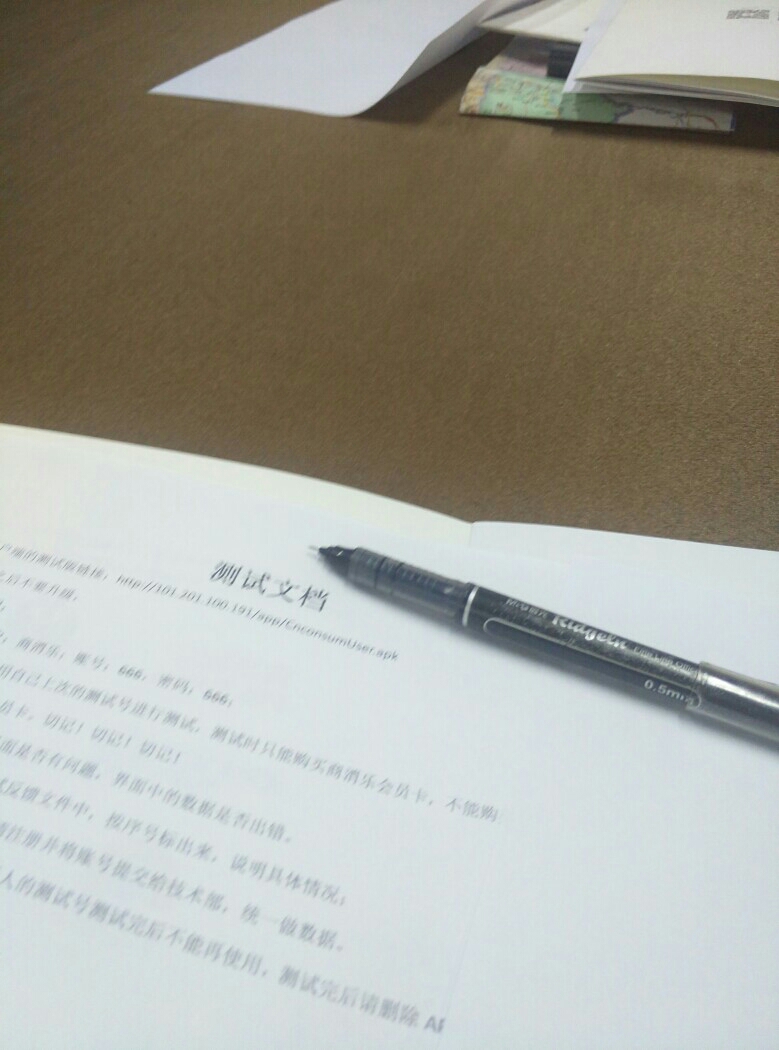 测试文档
户端的测试版链接：http://101.201.100.191/app/CnconsumUser.apk
之后不要升级；
商消乐；账号：666，密码：666；
用自己上次的测试号进行测试，测试时只能购买商消乐会员卡，不能购
员卡，切记！切记！切记！
面是否有问题，界面中的数据是否出错。
试反馈文件中，按序号标出来，说明具体情况；
请注册并将账号提交给技术部，统一做数据。
人的测试号测试完后不能再使用，测试完后请删除 AP
0.5mm